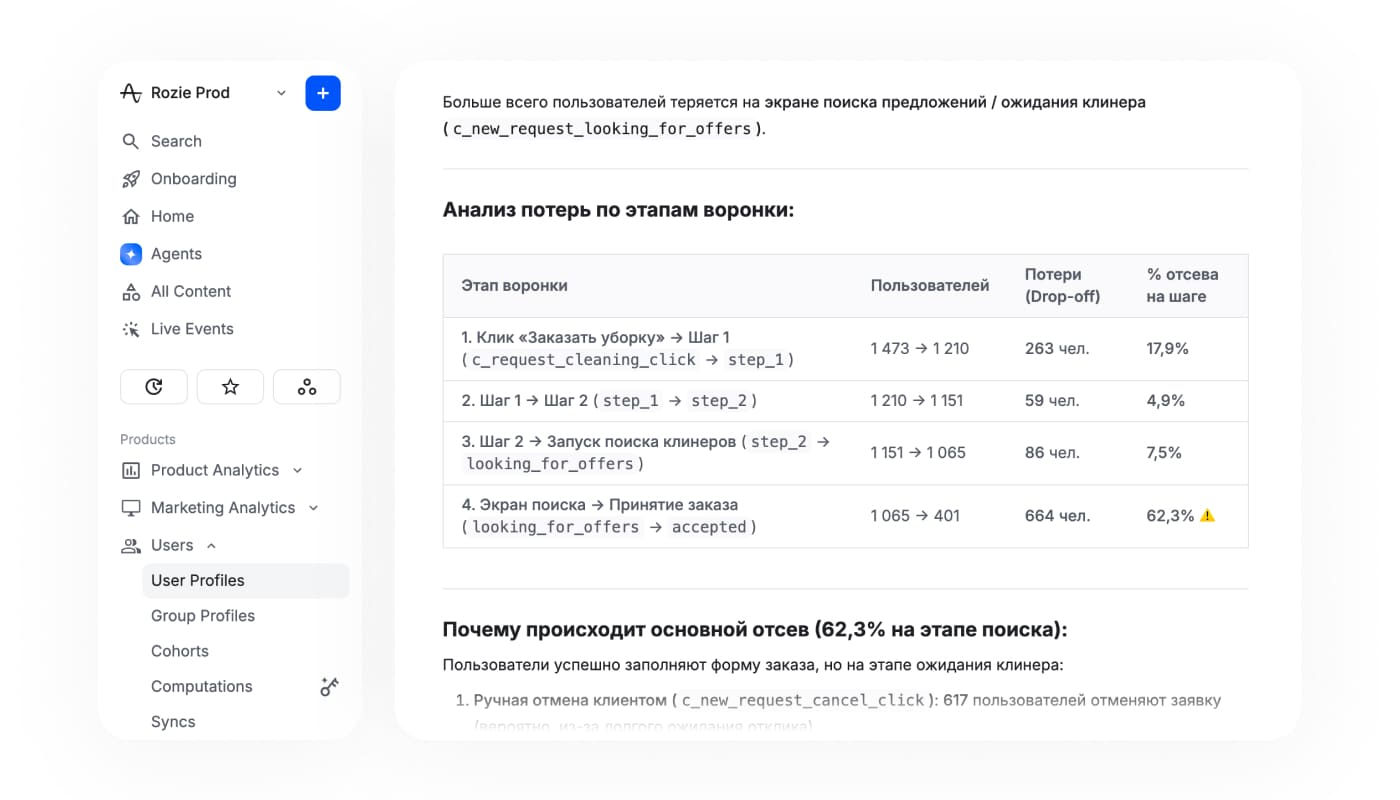 Rozie Prod
Search
Onboarding
Home
Agents
All Content
Live Events
Products
Product Analytics
Marketing Analytics
Users
User Profiles
Group Profiles
Cohorts
Computations
Syncs
Больше всего пользователей теряется на экране поиска предложений / ожидания клинера
(c_new_request_looking_for_offers).
Анализ потерь по этапам воронки:
Этап воронки
Пользователей
Потери
(Drop-off)
% отсева
на шаге
1. Клик «Заказать уборку» → Шаг 1
(c_request_cleaning_click → step_1)
1 473 → 1 210
263 чел.
17,9%
2. Шаг 1 → Шаг 2 (step_1 → step_2)
1 210 → 1 151
59 чел.
4,9%
3. Шаг 2 → Запуск поиска клинеров (step_2 →
looking_for_offers)
1 151 → 1 065
86 чел.
7,5%
4. Экран поиска → Принятие заказа
(looking_for_offers → accepted)
1 065 → 401
664 чел.
62,3% ⚠️
Почему происходит основной отсев (62,3% на этапе поиска):
Пользователи успешно заполняют форму заказа, но на этапе ожидания клинера:
1. Ручная отмена клиентом (c_new_request_cancel_click): 617 пользователей отменяют заявку
(вероятно, из-за долгого ожидания отклика)